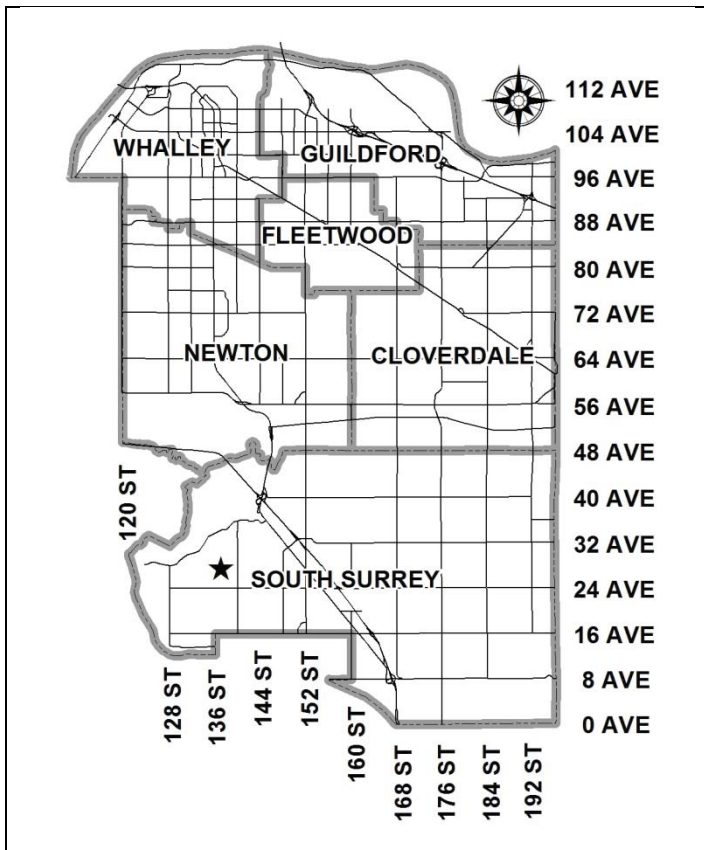 112 AVE
104 AVE
WHALLEY
GUILDFORD
96 AVE
88 AVE
FLEETWOOD
80 AVE
72 AVE
NEWTON
CLOVERDALE
64 AVE
56 AVE
48 AVE
120 ST
40 AVE
32 AVE
SOUTH SURREY
24 AVE
16 AVE
128 ST
136 ST
144 ST
152 ST
160 ST
8 AVE
0 AVE
168 ST
176 ST
184 ST
192 ST